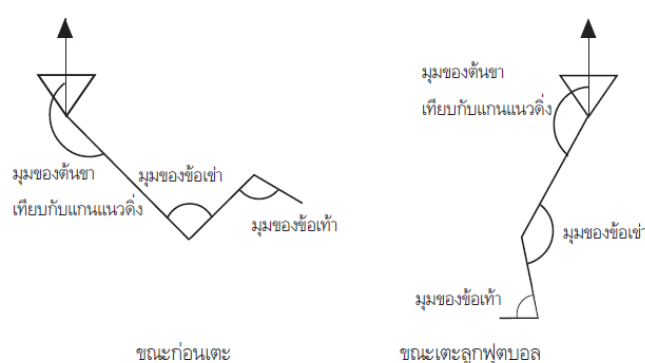 มุมของต้นขา
เทียบกับแกนแนวดิ่ง
มุมของข้อเข่า
มุมของข้อเท้า
ขณะก่อนเตะ
มุมของต้นขา
เทียบกับแกนแนวดิ่ง
มุมของข้อเข่า
มุมของข้อเท้า
ขณะเตะลูกฟุตบอล